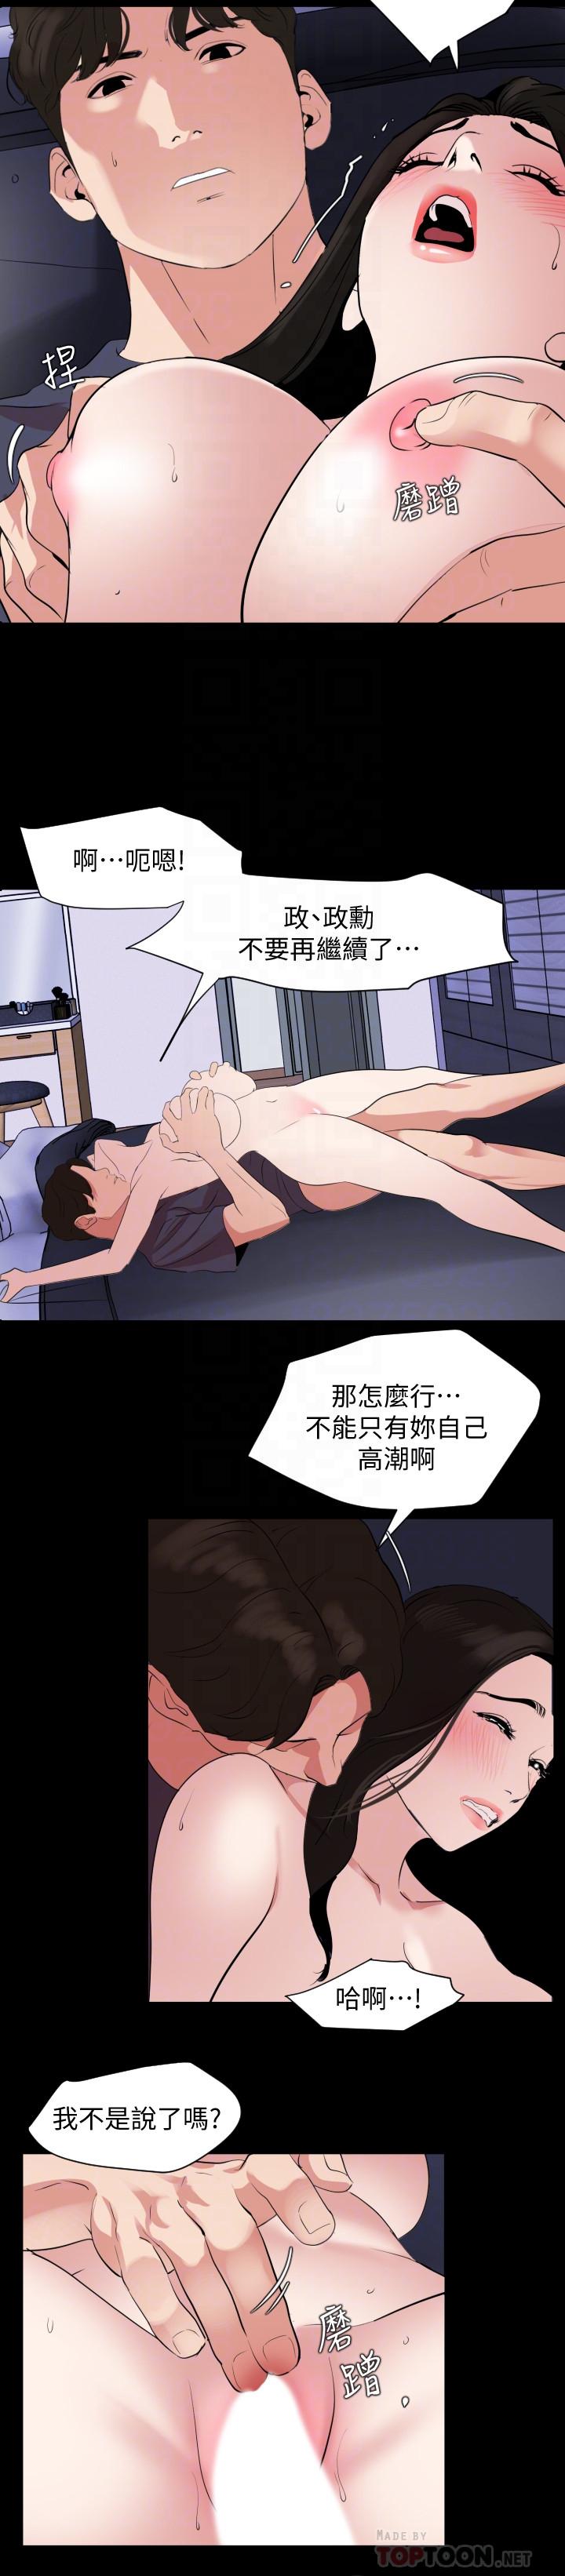 捏
磨蹭
啊…呃嗯!
政、政勳
不要再繼續了…
那怎麼行…
不能只有妳自己
高潮啊
哈啊…!
我不是說了嗎?
磨
蹭
MADE BY
TOPTOON.NET